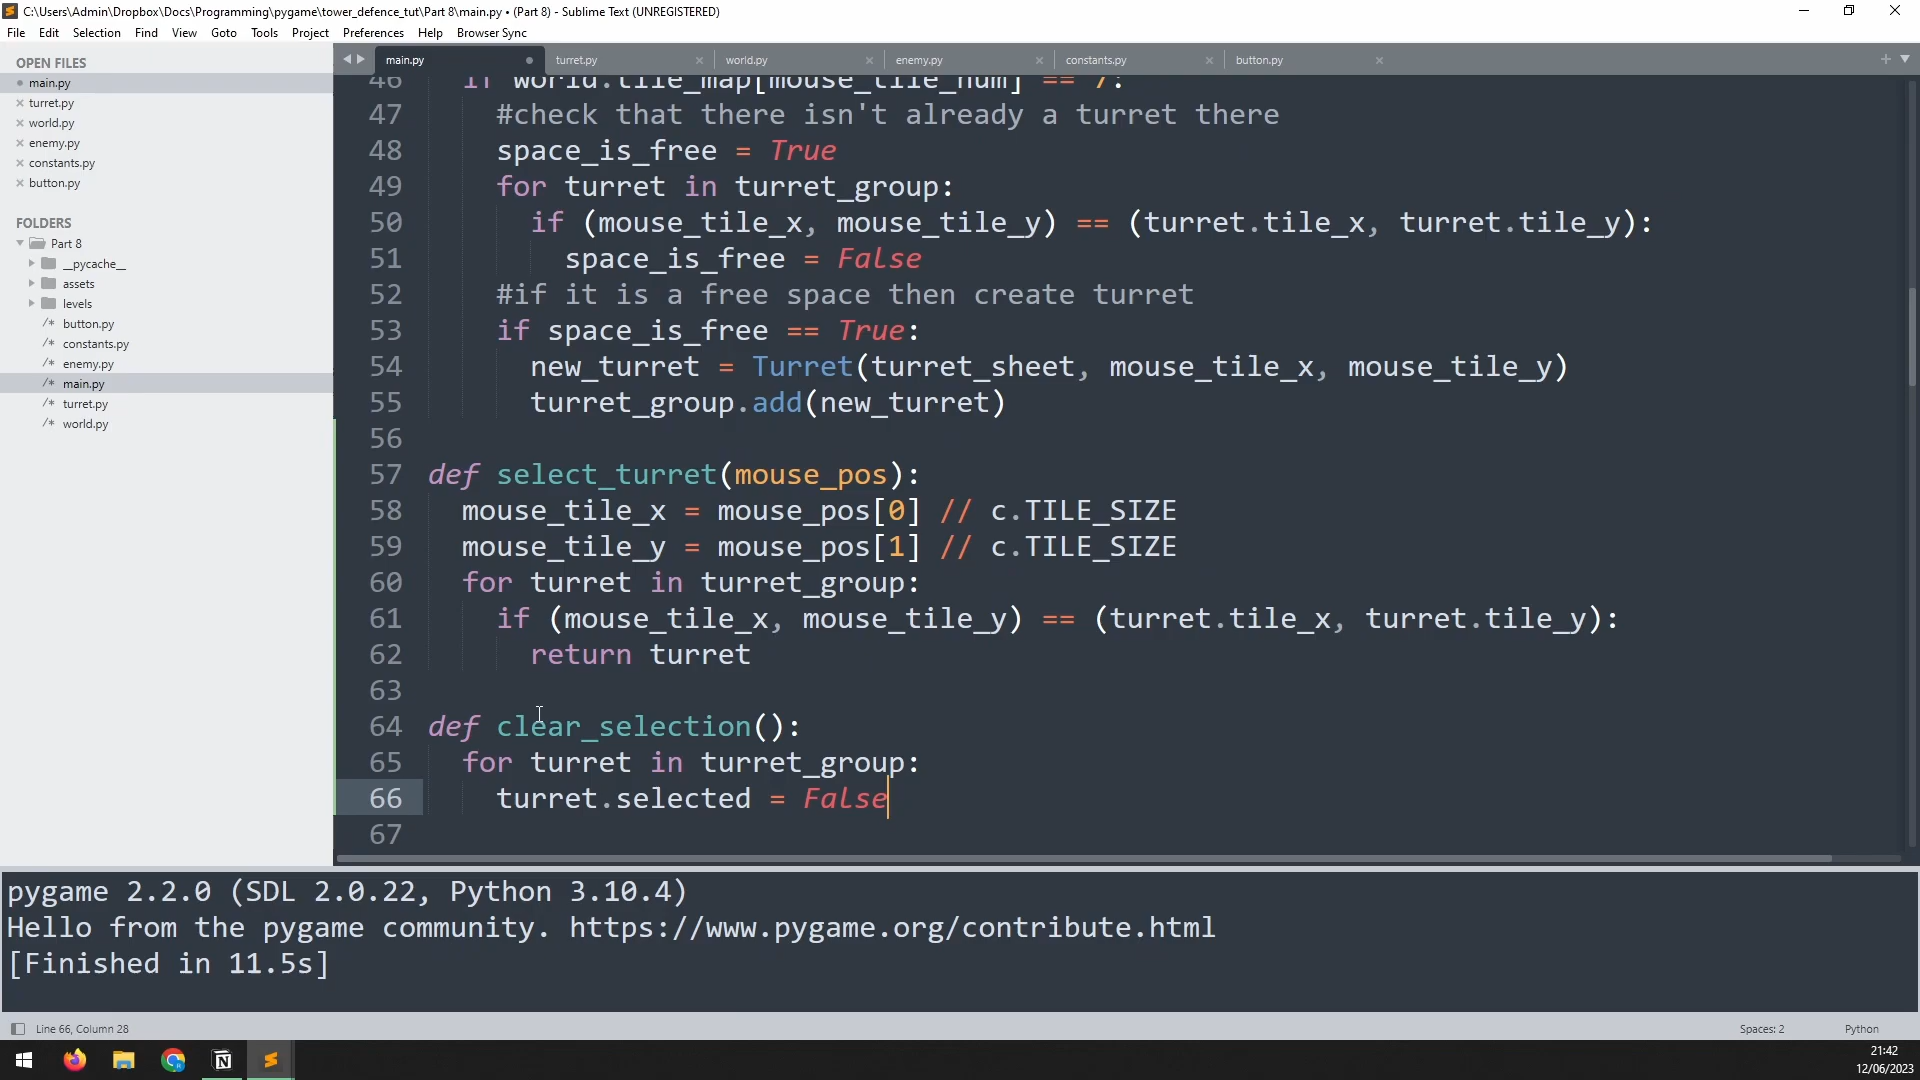 C:\Users\Admin\Dropbox\Docs\Programming\pygame\tower_defence_tut\Part 8\main.py • (Part 8) - Sublime Text (UNREGISTERED)
File Edit Selection Find View Goto Tools Project Preferences Help Browser Sync
OPEN FILES
main.py
turret.py
world.py
enemy.py
constants.py
button.py
FOLDERS
Part 8
__pycache__
assets
levels
button.py
constants.py
enemy.py
main.py
turret.py
world.py
main.py turret.py world.py enemy.py constants.py button.py
46 if world.tile_map[mouse_tile_num] == 7:
47 #check that there isn't already a turret there
48 space_is_free = True
49 for turret in turret_group:
50 if (mouse_tile_x, mouse_tile_y) == (turret.tile_x, turret.tile_y):
51 space_is_free = False
52 #if it is a free space then create turret
53 if space_is_free == True:
54 new_turret = Turret(turret_sheet, mouse_tile_x, mouse_tile_y)
55 turret_group.add(new_turret)
56
57 def select_turret(mouse_pos):
58 mouse_tile_x = mouse_pos[0] // c.TILE_SIZE
59 mouse_tile_y = mouse_pos[1] // c.TILE_SIZE
60 for turret in turret_group:
61 if (mouse_tile_x, mouse_tile_y) == (turret.tile_x, turret.tile_y):
62 return turret
63
64 def clear_selection():
65 for turret in turret_group:
66 turret.selected = False
67
pygame 2.2.0 (SDL 2.0.22, Python 3.10.4)
Hello from the pygame community. https://www.pygame.org/contribute.html
[Finished in 11.5s]
Line 66, Column 28
Spaces: 2
Python
21:42
12/06/2023